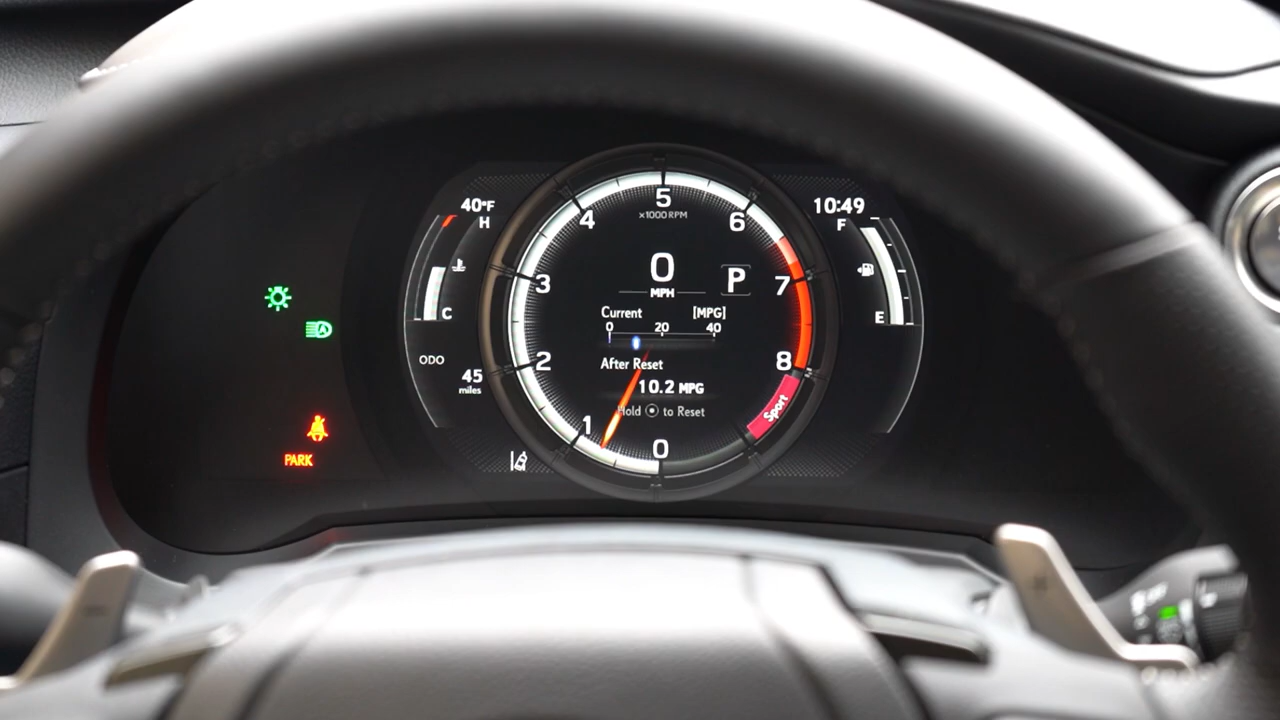 40°F
H
C
ODO
45
miles
5
×1000 RPM
4
6
3
7
2
8
1
0
0
MPH
P
Current [MPG]
0 20 40
After Reset
10.2 MPG
Hold to Reset
Sport
10:49
F
E
A
PARK